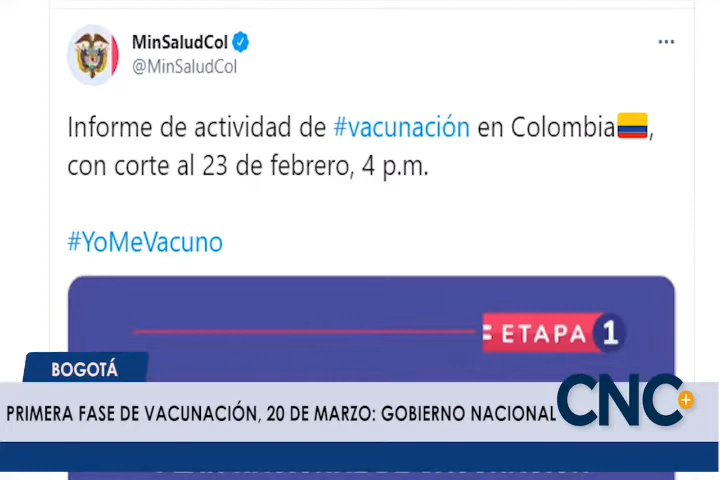 MinSaludCol
@MinSaludCol
Informe de actividad de #vacunación en Colombia,
con corte al 23 de febrero, 4 p.m.
#YoMeVacuno
ETAPA 1
BOGOTÁ
PRIMERA FASE DE VACUNACIÓN, 20 DE MARZO: GOBIERNO NACIONAL
CNC+